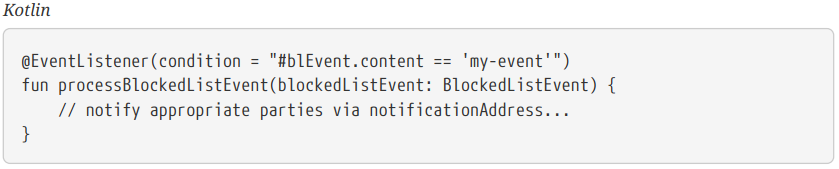 Kotlin
@EventListener(condition = "#blEvent.content == 'my-event'")
fun processBlockedListEvent(blockedListEvent: BlockedListEvent) {
    // notify appropriate parties via notificationAddress...
}